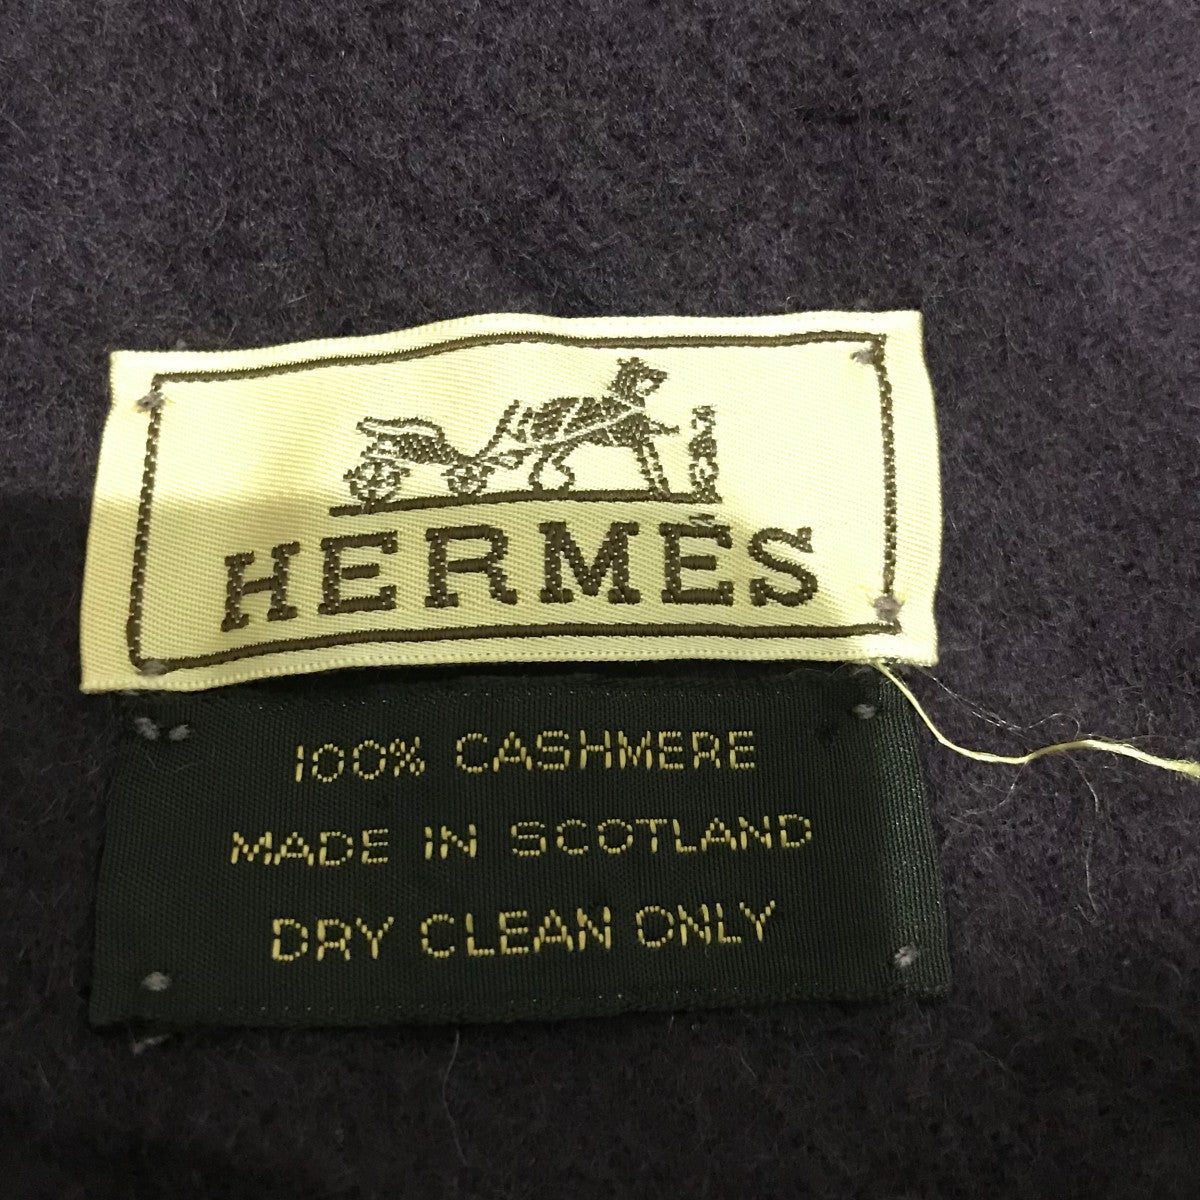 HERMÈS
100% CASHMERE
MADE IN SCOTLAND
DRY CLEAN ONLY